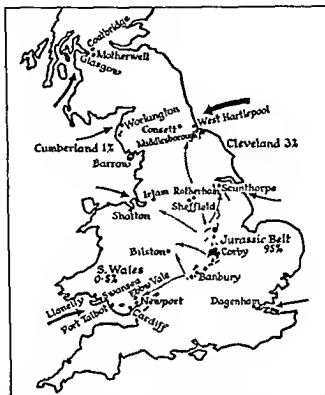 Coatbridge
Motherwell
Glasgow
Workington
Consett
West Hartlepool
Middlesborough
Cumberland 1%
Cleveland 3%
Barrow
Irlam
Rotherham
Scunthorpe
Sheffield
Shotton
Jurassic Belt
95%
Bilston
Corby
S. Wales
0·5%
Banbury
Llanelly
Swansea
Ebbw Vale
Port Talbot
Newport
Cardiff
Dagenham